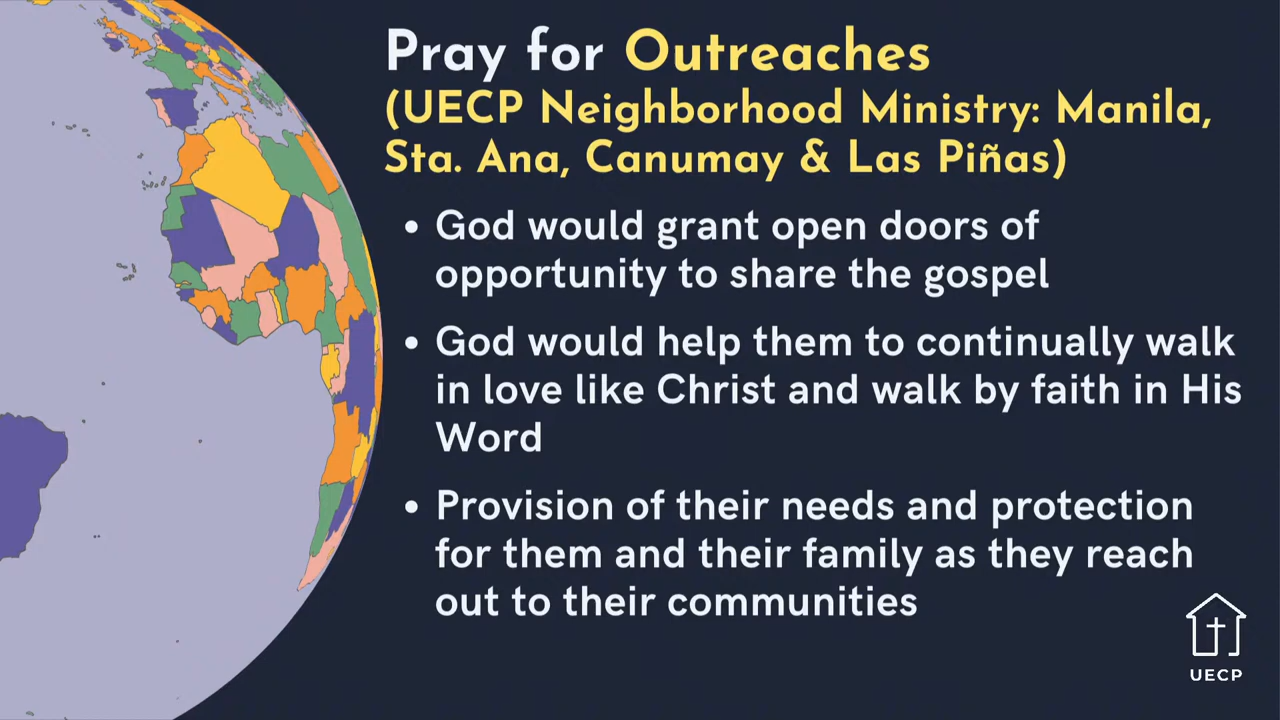 Pray for Outreaches
(UECP Neighborhood Ministry: Manila,
Sta. Ana, Canumay & Las Piñas)
• God would grant open doors of
opportunity to share the gospel
• God would help them to continually walk
in love like Christ and walk by faith in His
Word
• Provision of their needs and protection
for them and their family as they reach
out to their communities
UECP